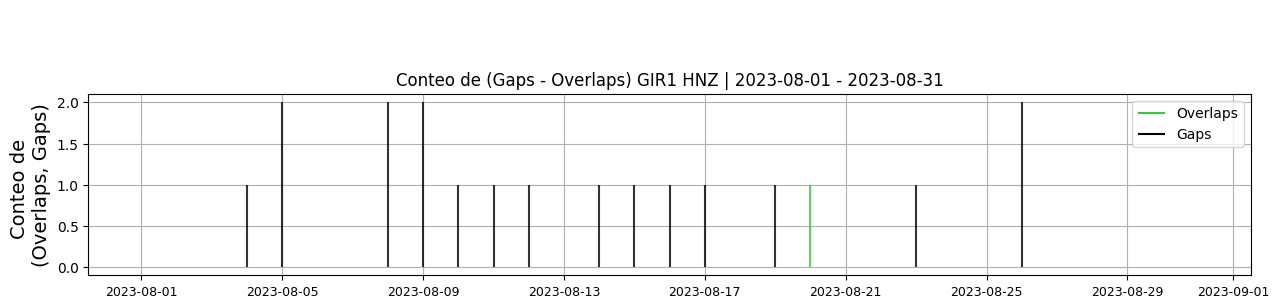 Conteo de (Gaps - Overlaps) GIR1 HNZ | 2023-08-01 - 2023-08-31
Conteo de
(Overlaps, Gaps)
2.0
1.5
1.0
0.5
0.0
Overlaps
Gaps
2023-08-01 2023-08-05 2023-08-09 2023-08-13 2023-08-17 2023-08-21 2023-08-25 2023-08-29 2023-09-01